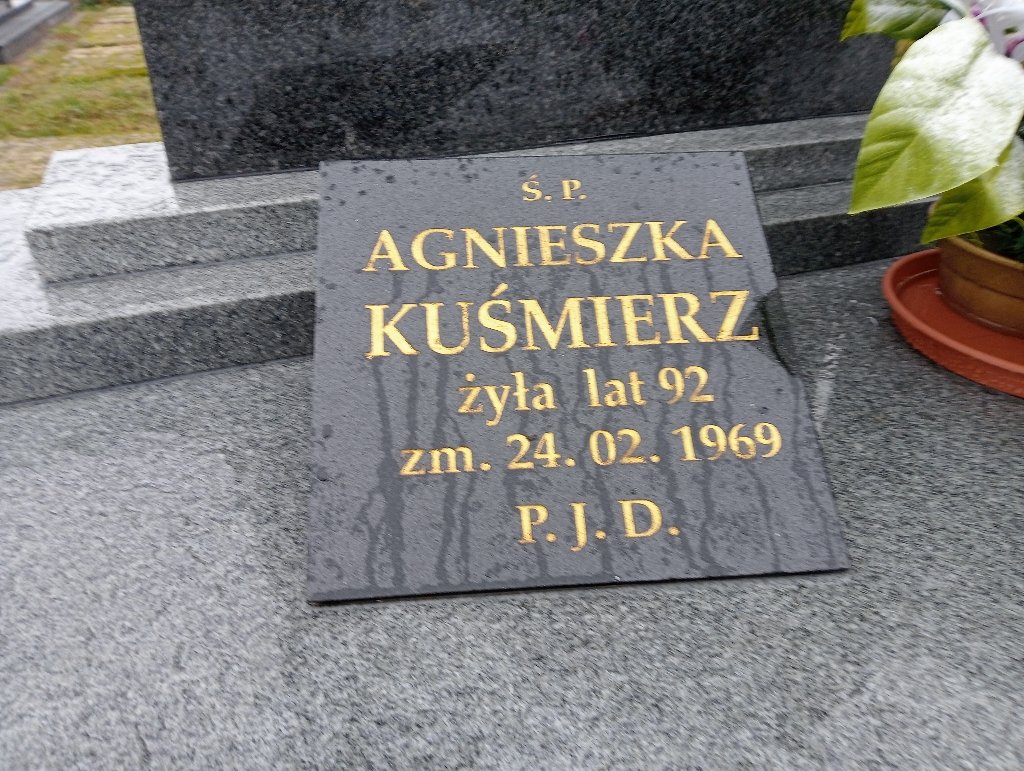 Ś. P.
AGNIESZKA
KUŚMIERZ
żyła lat 92
zm. 24. 02. 1969
P. J. D.